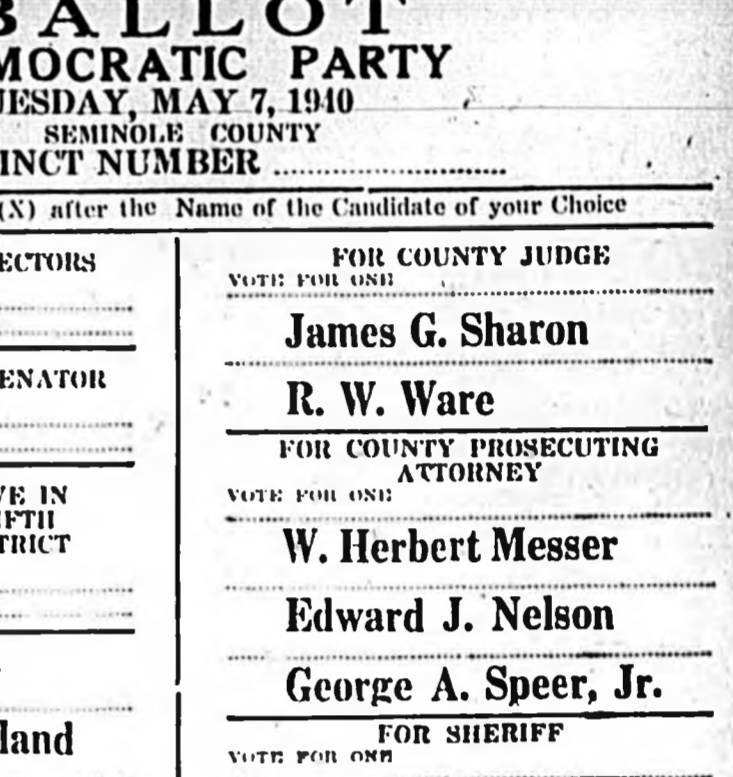 BALLOT
MOCRATIC PARTY
UESDAY, MAY 7, 1940
SEMINOLE COUNTY
INCT NUMBER
(X) after the Name of the Candidate of your Choice
ECTORS
ENATOR
VE IN
IFTH
TRICT
land
FOR COUNTY JUDGE
VOTE FOR ONE
James G. Sharon
R. W. Ware
FOR COUNTY PROSECUTING
ATTORNEY
VOTE FOR ONE
W. Herbert Messer
Edward J. Nelson
George A. Speer, Jr.
FOR SHERIFF
VOTE FOR ONE